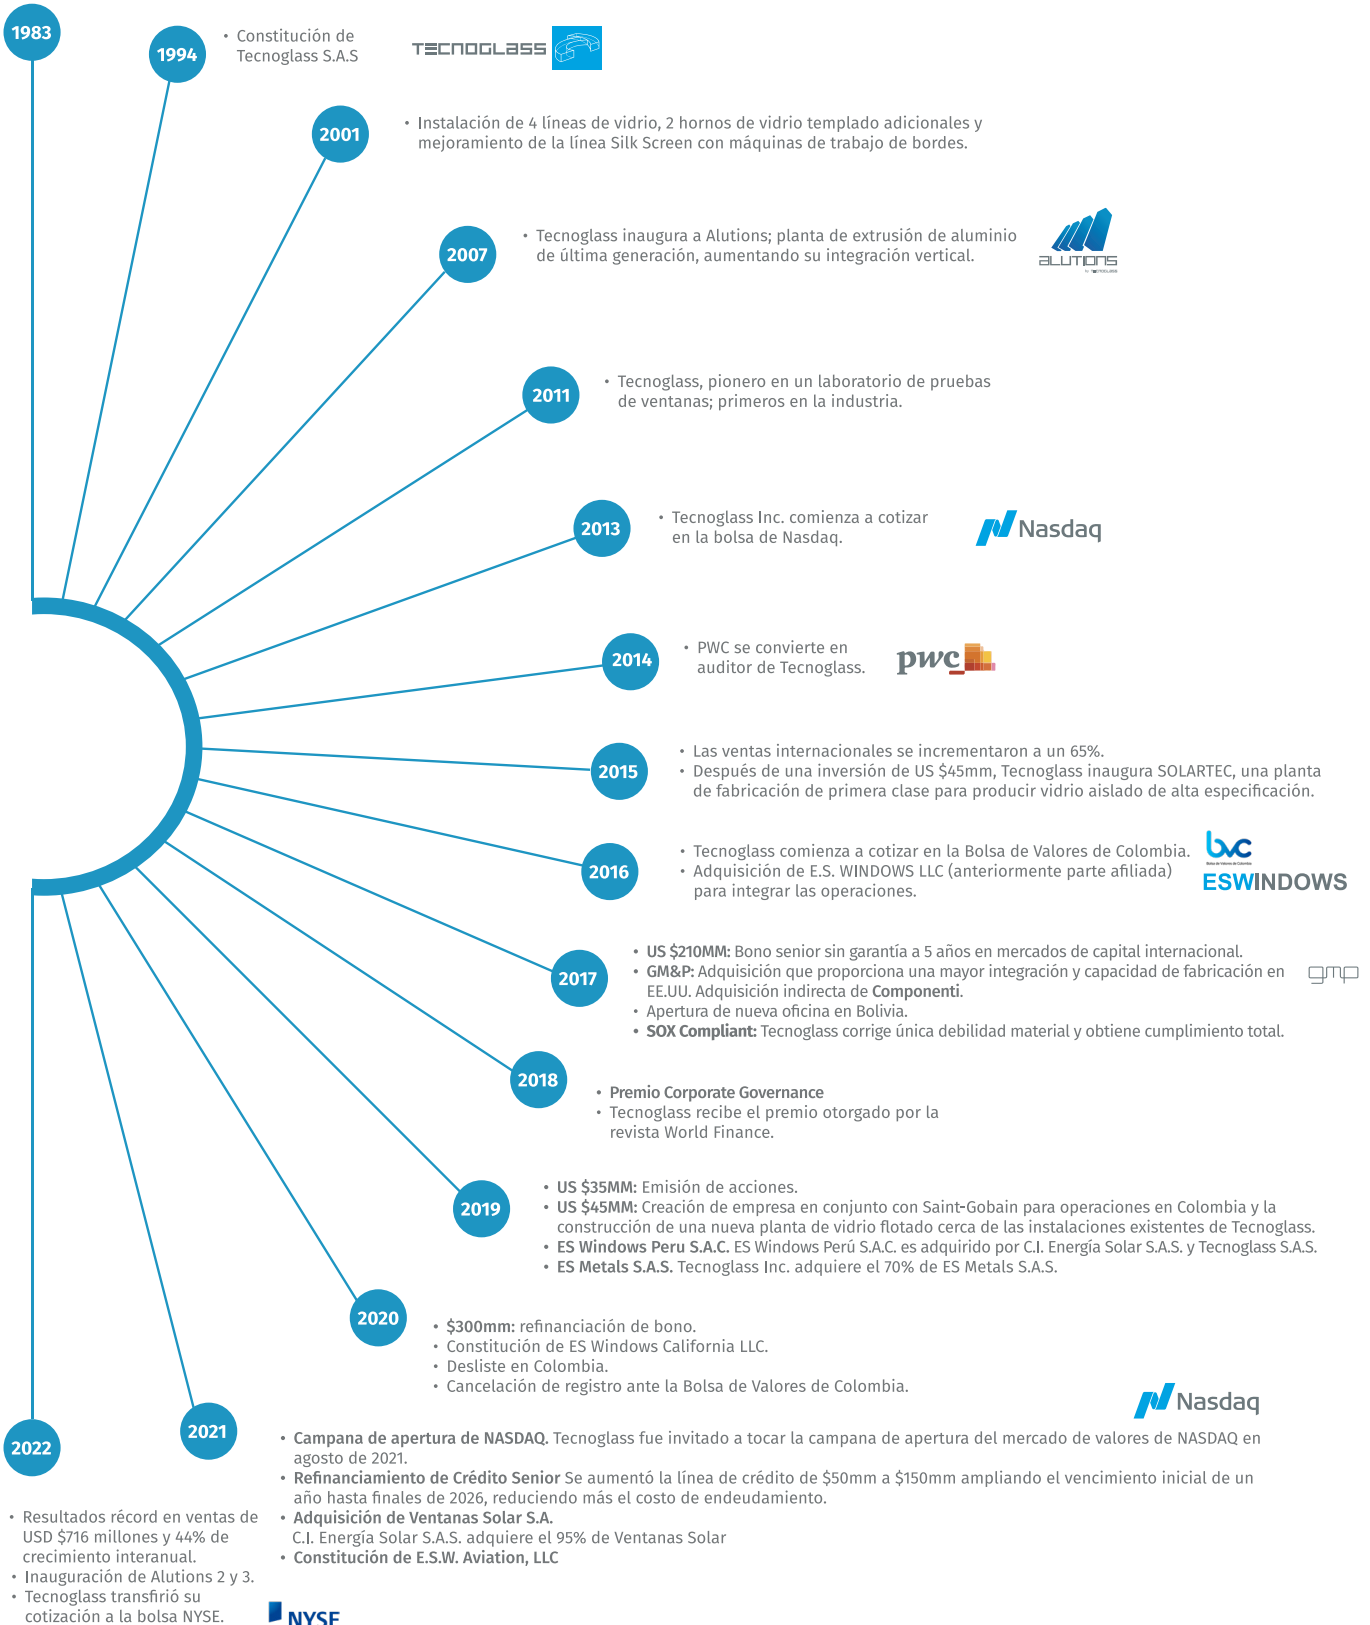 1983
1994
• Constitución de
Tecnoglass S.A.S
TECNOGLASS
2001
• Instalación de 4 líneas de vidrio, 2 hornos de vidrio templado adicionales y
mejoramiento de la línea Silk Screen con máquinas de trabajo de bordes.
2007
• Tecnoglass inaugura a Alutions; planta de extrusión de aluminio
de última generación, aumentando su integración vertical.
ALUTIONS
by TECNOGLASS
2011
• Tecnoglass, pionero en un laboratorio de pruebas
de ventanas; primeros en la industria.
2013
• Tecnoglass Inc. comienza a cotizar
en la bolsa de Nasdaq.
Nasdaq
2014
• PWC se convierte en
auditor de Tecnoglass.
pwc
2015
• Las ventas internacionales se incrementaron a un 65%.
• Después de una inversión de US $45mm, Tecnoglass inaugura SOLARTEC, una planta
de fabricación de primera clase para producir vidrio aislado de alta especificación.
2016
• Tecnoglass comienza a cotizar en la Bolsa de Valores de Colombia.
• Adquisición de E.S. WINDOWS LLC (anteriormente parte afiliada)
para integrar las operaciones.
bvc
Bolsa de Valores de Colombia
ESWINDOWS
2017
• US $210MM: Bono senior sin garantía a 5 años en mercados de capital internacional.
• GM&P: Adquisición que proporciona una mayor integración y capacidad de fabricación en
EE.UU. Adquisición indirecta de Componenti.
• Apertura de nueva oficina en Bolivia.
• SOX Compliant: Tecnoglass corrige única debilidad material y obtiene cumplimiento total.
gmp
2018
• Premio Corporate Governance
• Tecnoglass recibe el premio otorgado por la
revista World Finance.
2019
• US $35MM: Emisión de acciones.
• US $45MM: Creación de empresa en conjunto con Saint-Gobain para operaciones en Colombia y la
construcción de una nueva planta de vidrio flotado cerca de las instalaciones existentes de Tecnoglass.
• ES Windows Peru S.A.C. ES Windows Perú S.A.C. es adquirido por C.I. Energía Solar S.A.S. y Tecnoglass S.A.S.
• ES Metals S.A.S. Tecnoglass Inc. adquiere el 70% de ES Metals S.A.S.
2020
• $300mm: refinanciación de bono.
• Constitución de ES Windows California LLC.
• Desliste en Colombia.
• Cancelación de registro ante la Bolsa de Valores de Colombia.
Nasdaq
2021
• Campana de apertura de NASDAQ. Tecnoglass fue invitado a tocar la campana de apertura del mercado de valores de NASDAQ en
agosto de 2021.
• Refinanciamiento de Crédito Senior Se aumentó la línea de crédito de $50mm a $150mm ampliando el vencimiento inicial de un
año hasta finales de 2026, reduciendo más el costo de endeudamiento.
• Adquisición de Ventanas Solar S.A.
C.I. Energía Solar S.A.S. adquiere el 95% de Ventanas Solar
• Constitución de E.S.W. Aviation, LLC
2022
• Resultados récord en ventas de
USD $716 millones y 44% de
crecimiento interanual.
• Inauguración de Alutions 2 y 3.
• Tecnoglass transfirió su
cotización a la bolsa NYSE.
NYSE